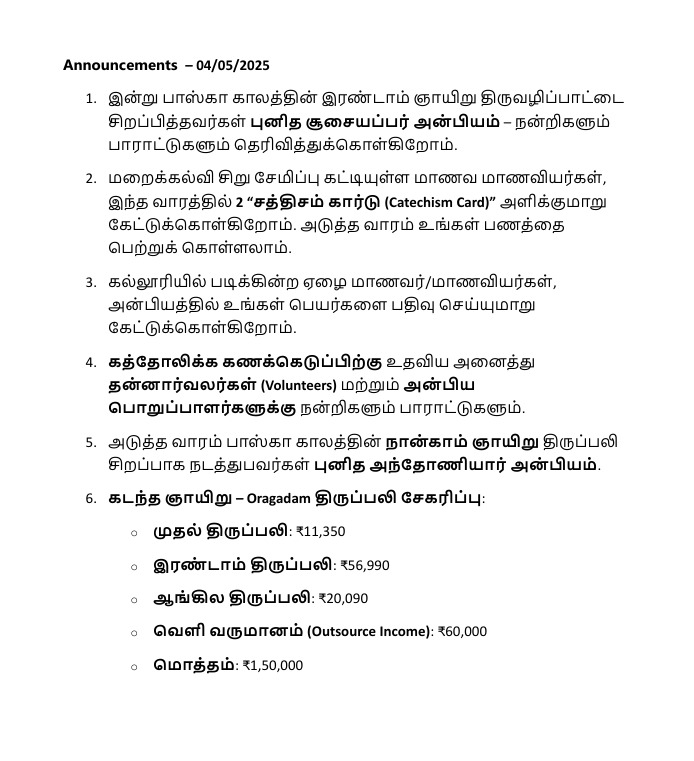 Announcements – 04/05/2025
1. இன்று பாஸ்கா காலத்தின் இரண்டாம் ஞாயிறு திருவழிப்பாட்டை
சிறப்பித்தவர்கள் புனித சூசையப்பர் அன்பியம் – நன்றிகளும்
பாராட்டுகளும் தெரிவித்துக்கொள்கிறோம்.
2. மறைக்கல்வி சிறு சேமிப்பு கட்டியுள்ள மாணவ மாணவியர்கள்,
இந்த வாரத்தில் 2 “சத்திசம் கார்டு (Catechism Card)” அளிக்குமாறு
கேட்டுக்கொள்கிறோம். அடுத்த வாரம் உங்கள் பணத்தை
பெற்றுக் கொள்ளலாம்.
3. கல்லூரியில் படிக்கின்ற ஏழை மாணவர்/மாணவியர்கள்,
அன்பியத்தில் உங்கள் பெயர்களை பதிவு செய்யுமாறு
கேட்டுக்கொள்கிறோம்.
4. கத்தோலிக்க கணக்கெடுப்பிற்கு உதவிய அனைத்து
தன்னார்வலர்கள் (Volunteers) மற்றும் அன்பிய
பொறுப்பாளர்களுக்கு நன்றிகளும் பாராட்டுகளும்.
5. அடுத்த வாரம் பாஸ்கா காலத்தின் நான்காம் ஞாயிறு திருப்பலி
சிறப்பாக நடத்துபவர்கள் புனித அந்தோணியார் அன்பியம்.
6. கடந்த ஞாயிறு – Oragadam திருப்பலி சேகரிப்பு:
○ முதல் திருப்பலி: ₹11,350
○ இரண்டாம் திருப்பலி: ₹56,990
○ ஆங்கில திருப்பலி: ₹20,090
○ வெளி வருமானம் (Outsource Income): ₹60,000
○ மொத்தம்: ₹1,50,000